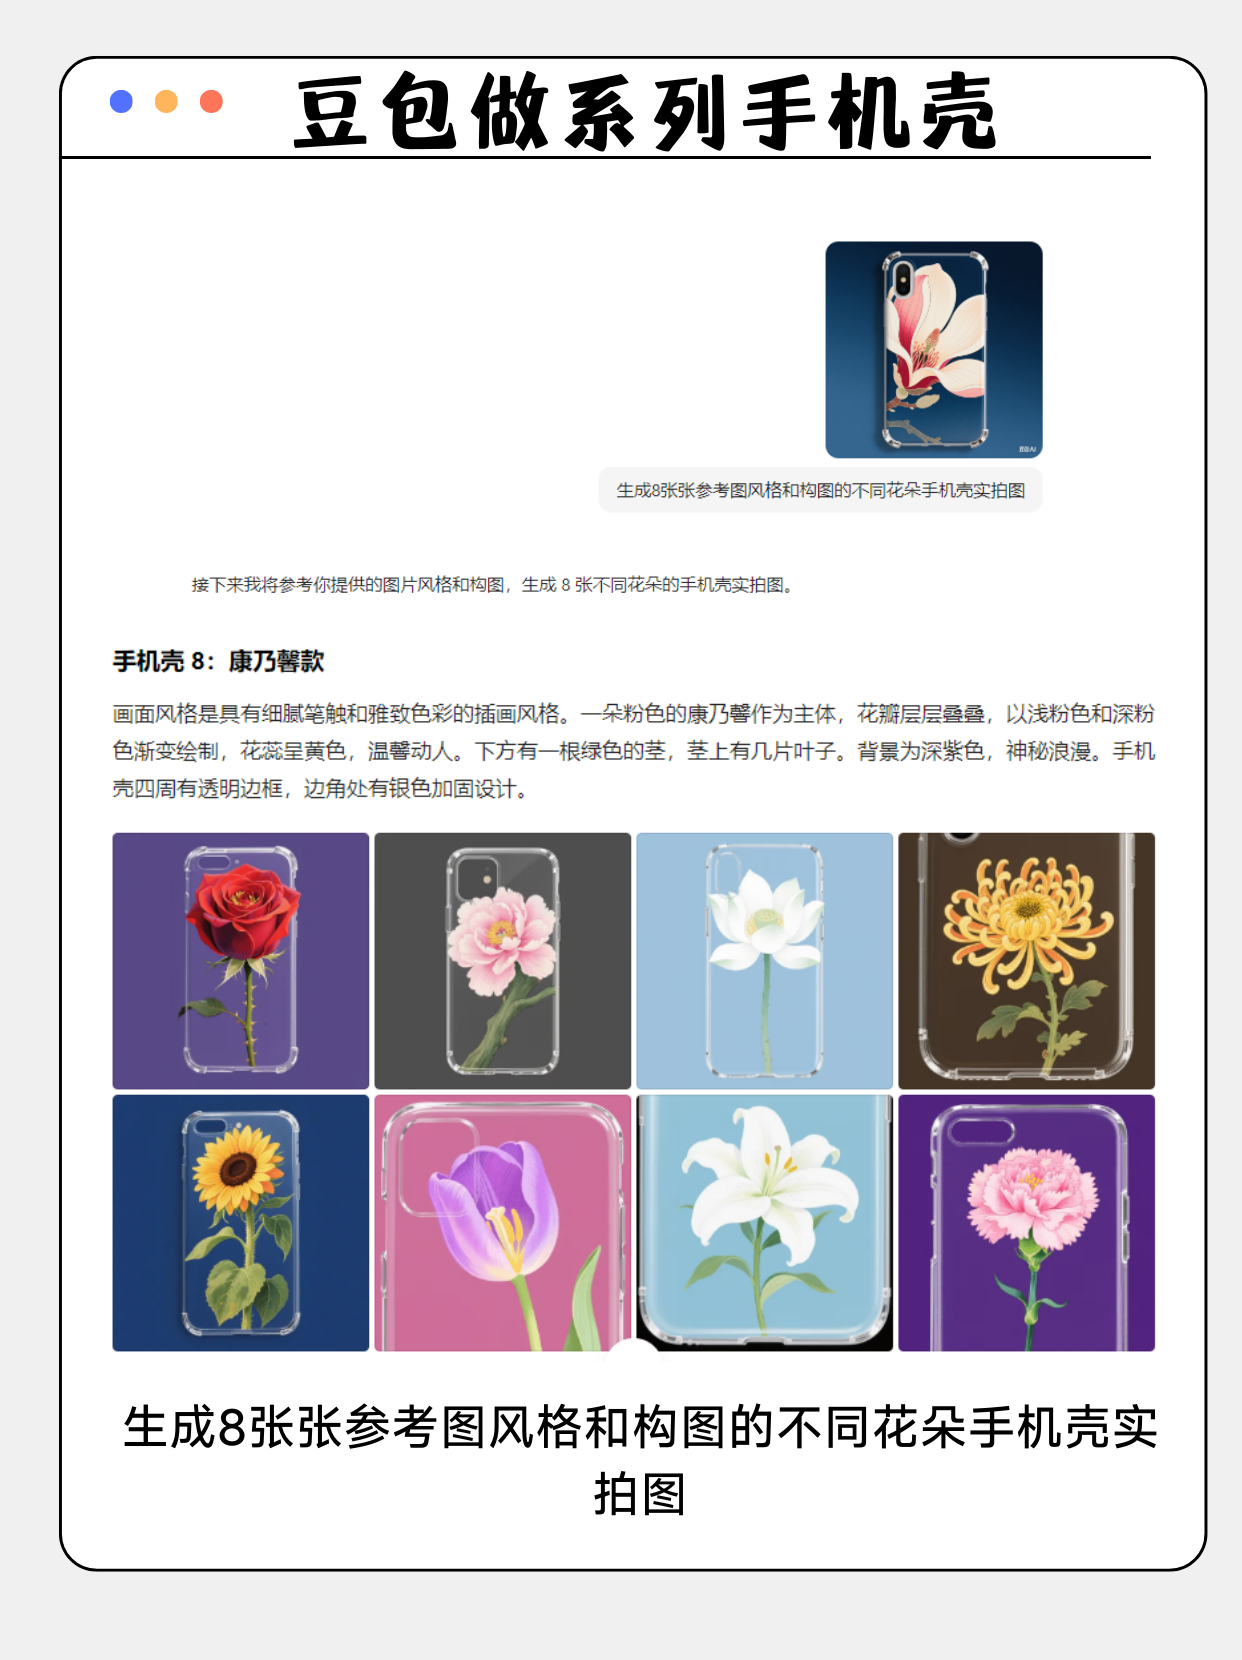 豆包做系列手机壳
豆包AI
生成8张张参考图风格和构图的不同花朵手机壳实拍图
接下来我将参考你提供的图片风格和构图，生成 8 张不同花朵的手机壳实拍图。
手机壳 8：康乃馨款
画面风格是具有细腻笔触和雅致色彩的插画风格。一朵粉色的康乃馨作为主体，花瓣层层叠叠，以浅粉色和深粉
色渐变绘制，花蕊呈黄色，温馨动人。下方有一根绿色的茎，茎上有几片叶子。背景为深紫色，神秘浪漫。手机
壳四周有透明边框，边角处有银色加固设计。
生成8张张参考图风格和构图的不同花朵手机壳实
拍图